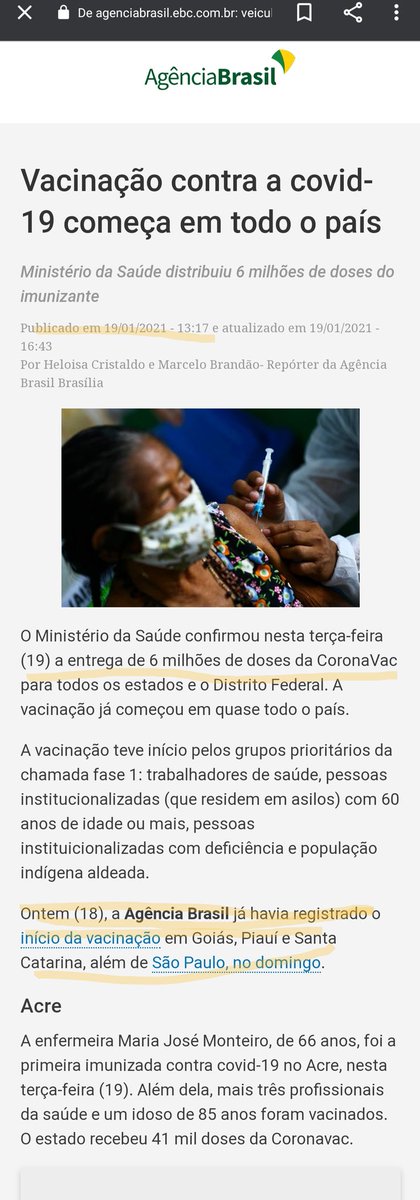 De agenciabrasil.ebc.com.br: veicul
AgênciaBrasil
Vacinação contra a covid-
19 começa em todo o país
Ministério da Saúde distribuiu 6 milhões de doses do
imunizante
Publicado em 19/01/2021 - 13:17 e atualizado em 19/01/2021 -
16:43
Por Heloisa Cristaldo e Marcelo Brandão- Repórter da Agência
Brasil Brasília
O Ministério da Saúde confirmou nesta terça-feira
(19) a entrega de 6 milhões de doses da CoronaVac
para todos os estados e o Distrito Federal. A
vacinação já começou em quase todo o país.
A vacinação teve início pelos grupos prioritários da
chamada fase 1: trabalhadores de saúde, pessoas
institucionalizadas (que residem em asilos) com 60
anos de idade ou mais, pessoas
instituicionalizadas com deficiência e população
indígena aldeada.
Ontem (18), a Agência Brasil já havia registrado o
início da vacinação em Goiás, Piauí e Santa
Catarina, além de São Paulo, no domingo.
Acre
A enfermeira Maria José Monteiro, de 66 anos, foi a
primeira imunizada contra covid-19 no Acre, nesta
terça-feira (19). Além dela, mais três profissionais
da saúde e um idoso de 85 anos foram vacinados.
O estado recebeu 41 mil doses da Coronavac.